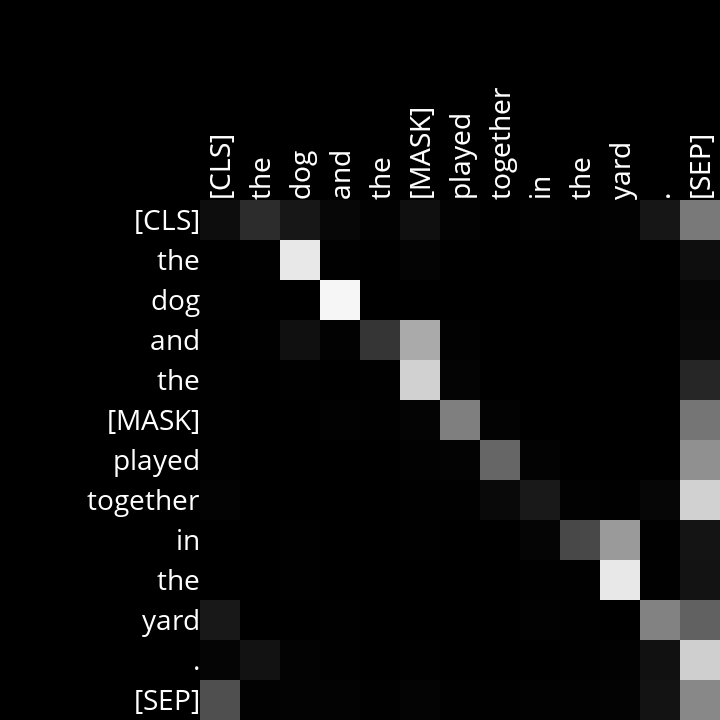 [CLS] the dog and the [MASK] played together in the yard . [SEP]
[CLS]
the
dog
and
the
[MASK]
played
together
in
the
yard
.
[SEP]